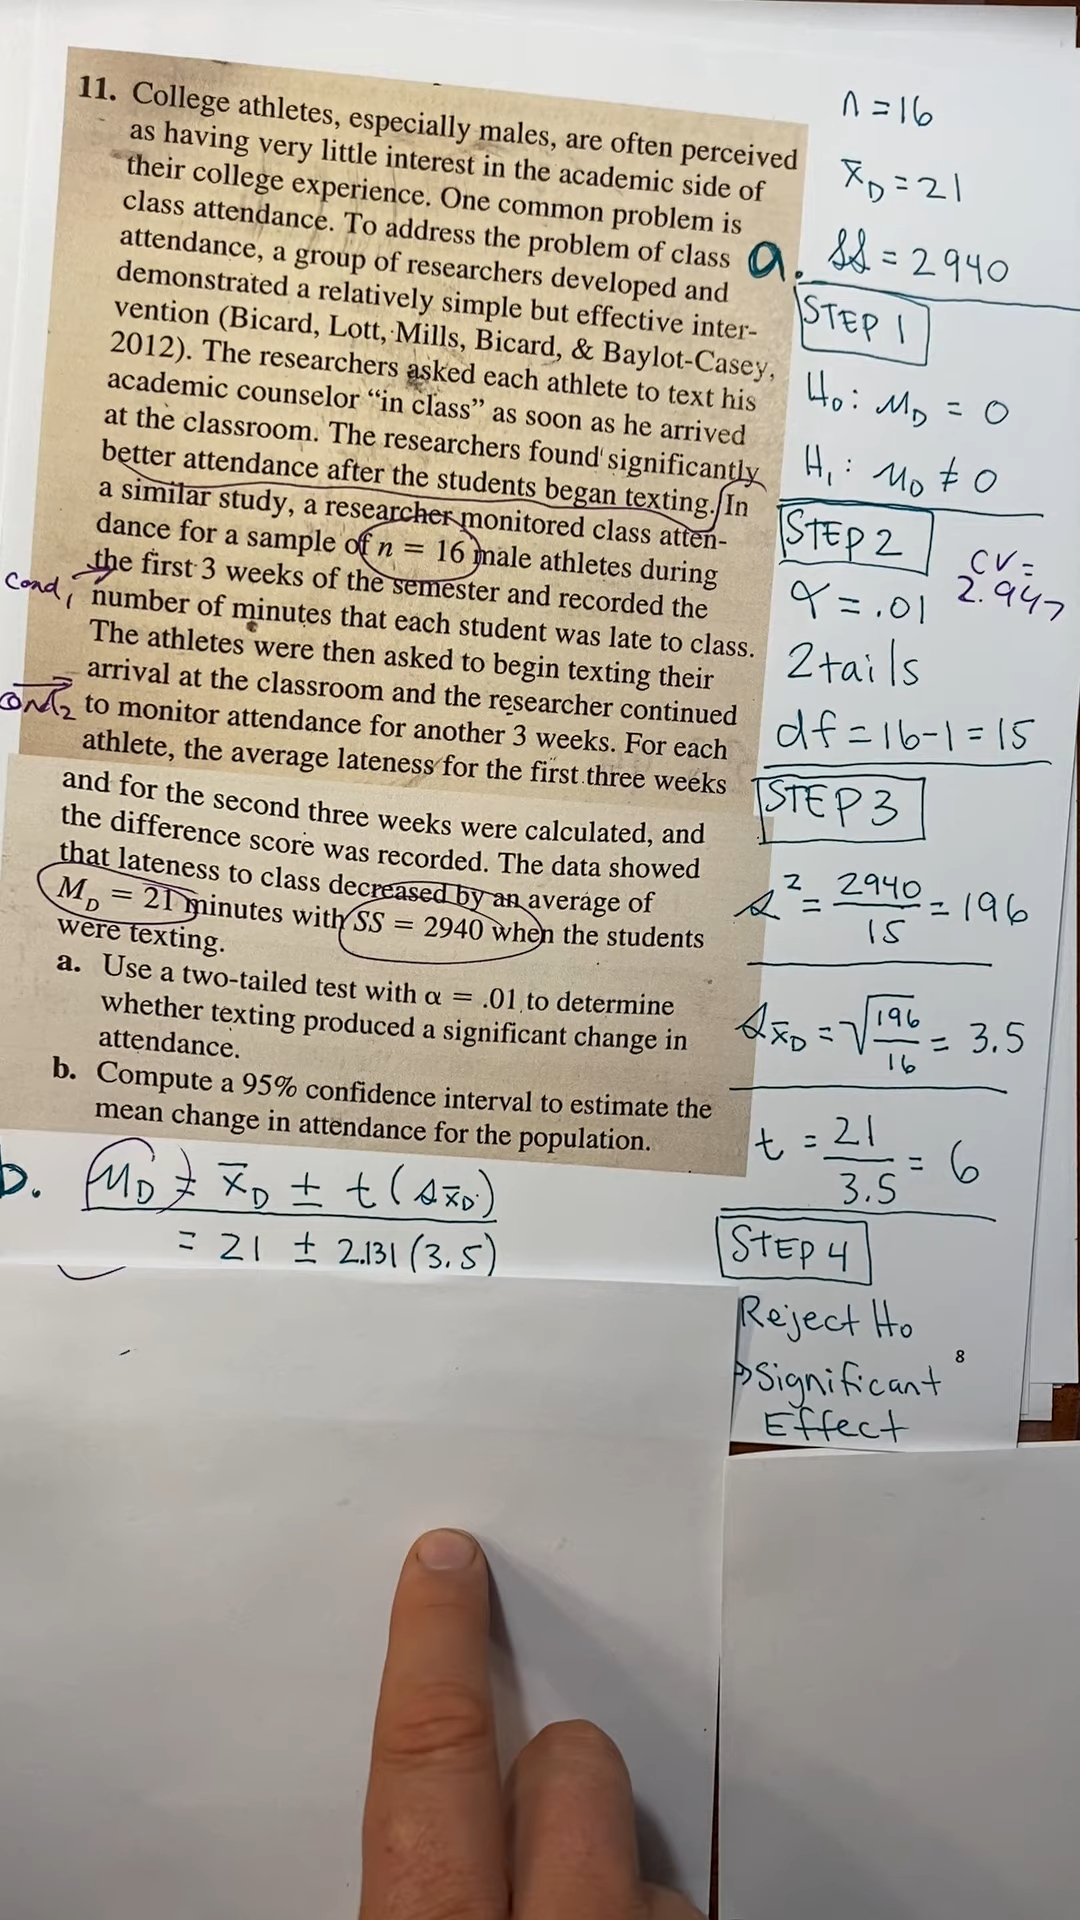 11. College athletes, especially males, are often perceived
as having very little interest in the academic side of
their college experience. One common problem is
class attendance. To address the problem of class
attendance, a group of researchers developed and
demonstrated a relatively simple but effective inter-
vention (Bicard, Lott, Mills, Bicard, & Baylot-Casey,
2012). The researchers asked each athlete to text his
academic counselor “in class” as soon as he arrived
at the classroom. The researchers found significantly
better attendance after the students began texting. In
a similar study, a researcher monitored class atten-
dance for a sample of n = 16 male athletes during
the first 3 weeks of the semester and recorded the
number of minutes that each student was late to class.
The athletes were then asked to begin texting their
arrival at the classroom and the researcher continued
to monitor attendance for another 3 weeks. For each
athlete, the average lateness for the first three weeks
and for the second three weeks were calculated, and
the difference score was recorded. The data showed
that lateness to class decreased by an average of
M_D = 21 minutes with SS = 2940 when the students
were texting.
a. Use a two-tailed test with α = .01 to determine
whether texting produced a significant change in
attendance.
b. Compute a 95% confidence interval to estimate the
mean change in attendance for the population.
Cond₁
Cond₂
b. μ_D = x̄_D ± t(s_x̄_D)
= 21 ± 2.131(3.5)
n = 16
x̄_D = 21
a. SS = 2940
STEP 1
H₀: μ_D = 0
H₁: μ_D ≠ 0
STEP 2
CV =
2.947
α = .01
2 tails
df = 16-1 = 15
STEP 3
s² = 2940/15 = 196
s_x̄_D = √196/16 = 3.5
t = 21/3.5 = 6
STEP 4
Reject H₀
⇒ Significant
Effect
8